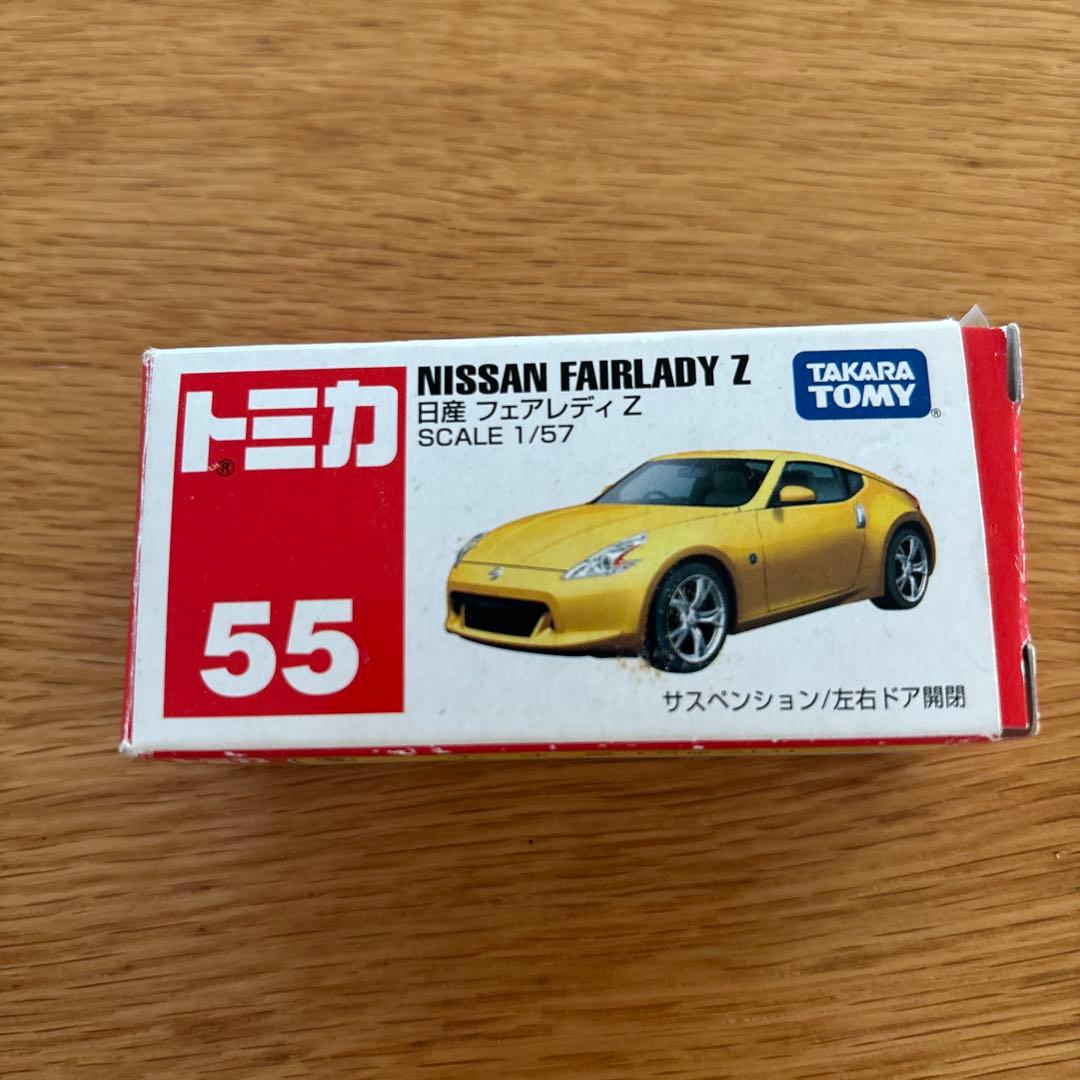 トミカ®
55
NISSAN FAIRLADY Z
日産 フェアレディ Z
SCALE 1/57
TAKARA
TOMY®
サスペンション/左右ドア開閉